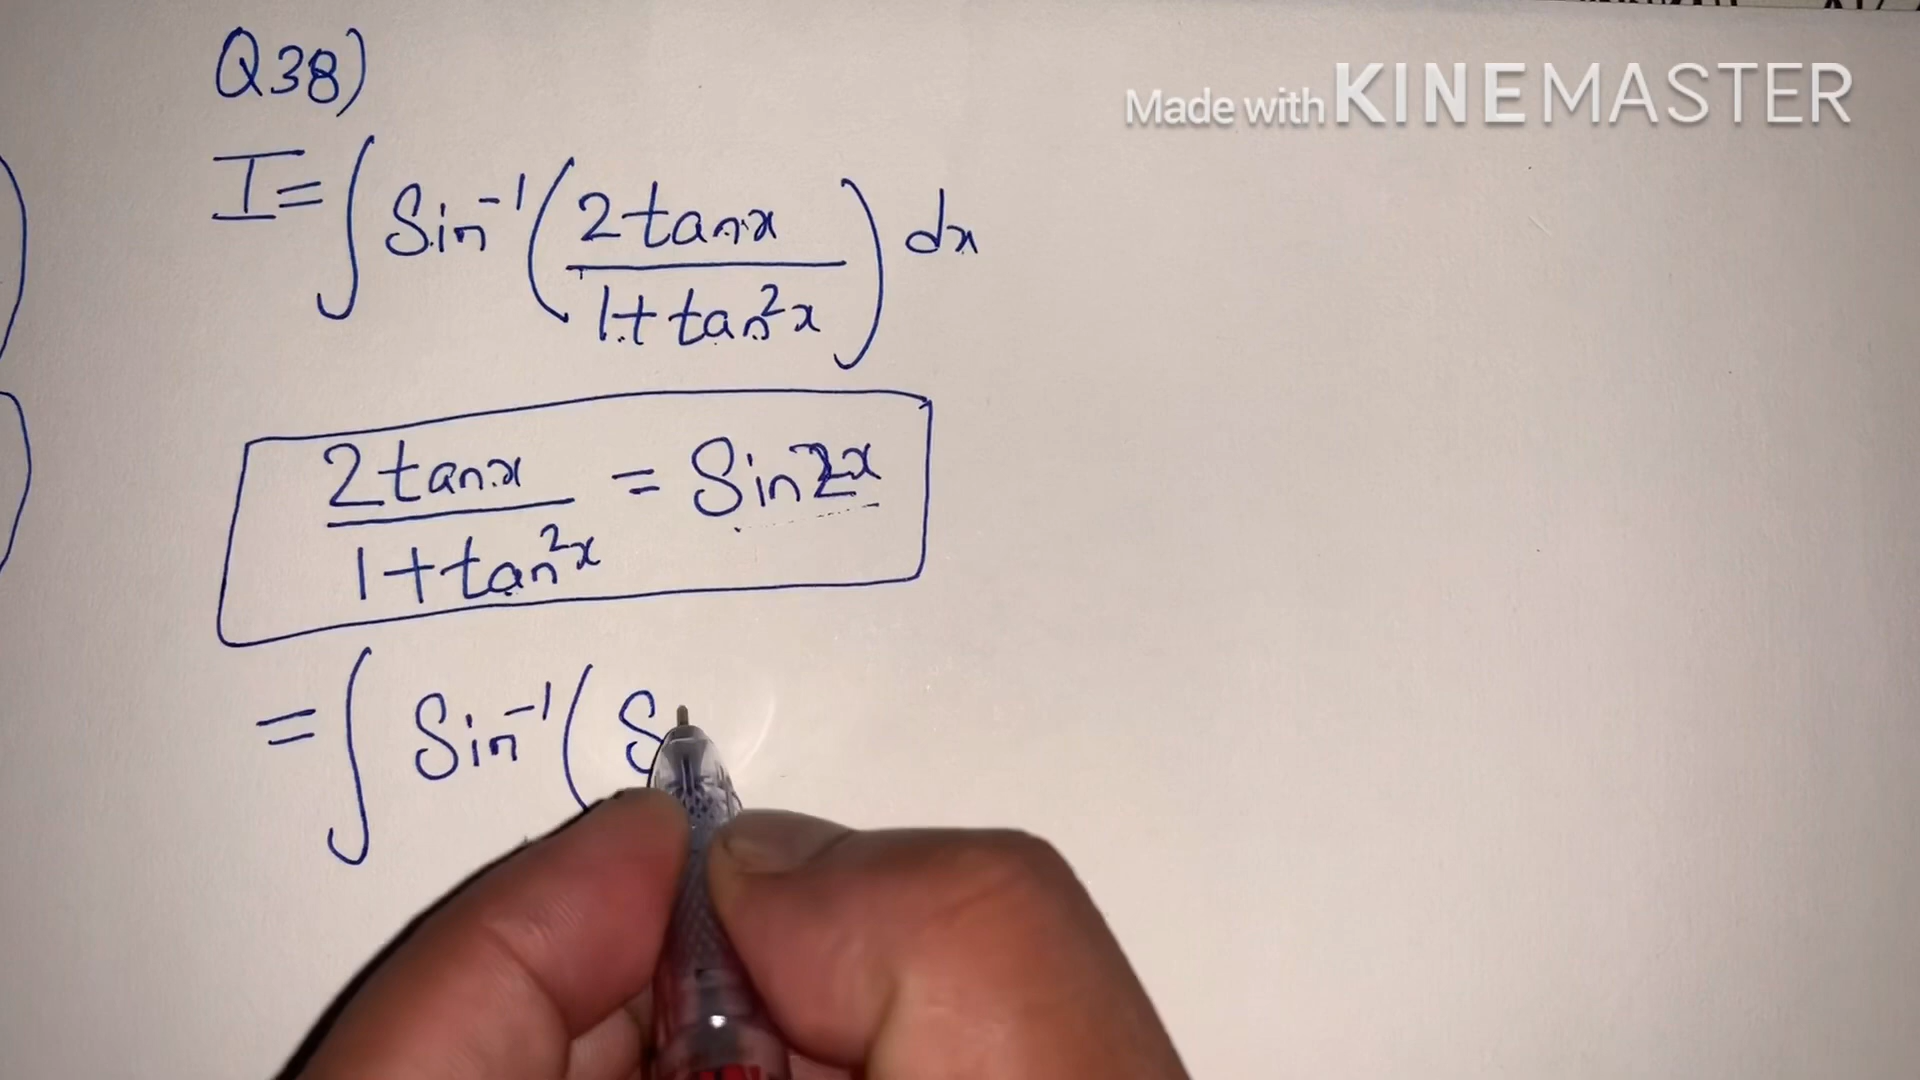 Q38)
Made with KINEMASTER
I = ∫ Sin⁻¹ (2tanx / 1 + tan²x) dx
2tanx / 1 + tan²x = Sin2x
= ∫ Sin⁻¹ ( S